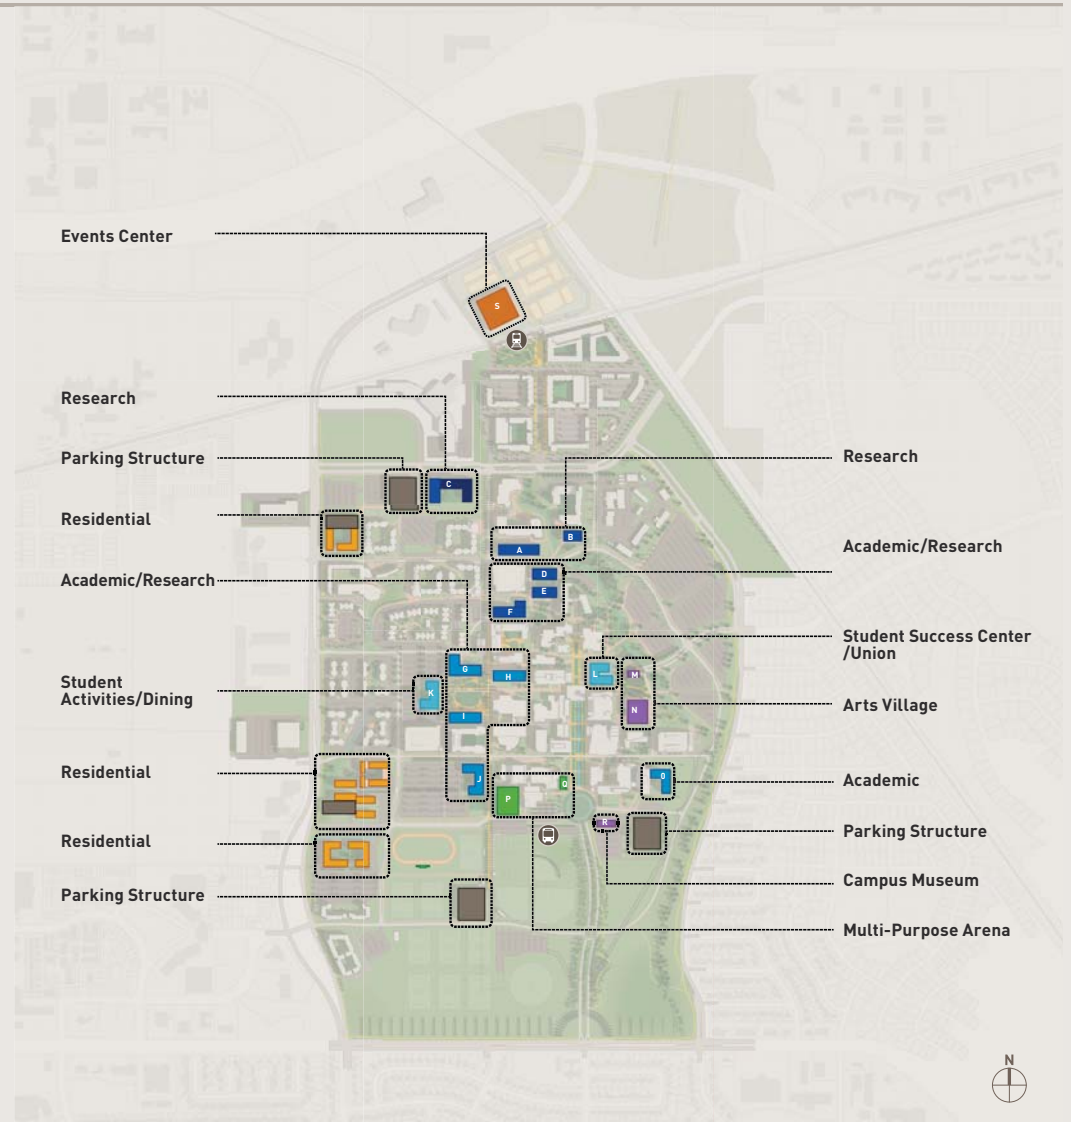 Events Center
S
Research
Parking Structure
C
Research
Residential
B
A
Academic/Research
D
Academic/Research
E
F
Student Success Center
/Union
G
H
L
M
Student
Activities/Dining
K
N
Arts Village
I
Residential
J
O
Academic
P
Q
R
Parking Structure
Residential
Campus Museum
Parking Structure
Multi-Purpose Arena
N